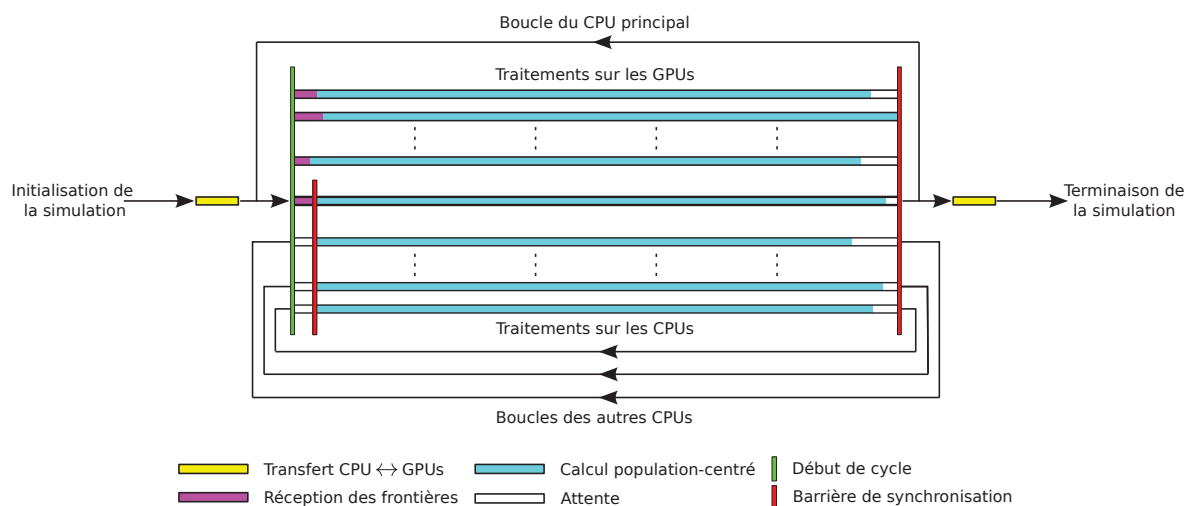 Boucle du CPU principal
Traitements sur les GPUs
Initialisation de
la simulation
Terminaison de
la simulation
Traitements sur les CPUs
Boucles des autres CPUs
Transfert CPU ↔ GPUs
Calcul population-centré
Début de cycle
Réception des frontières
Attente
Barrière de synchronisation